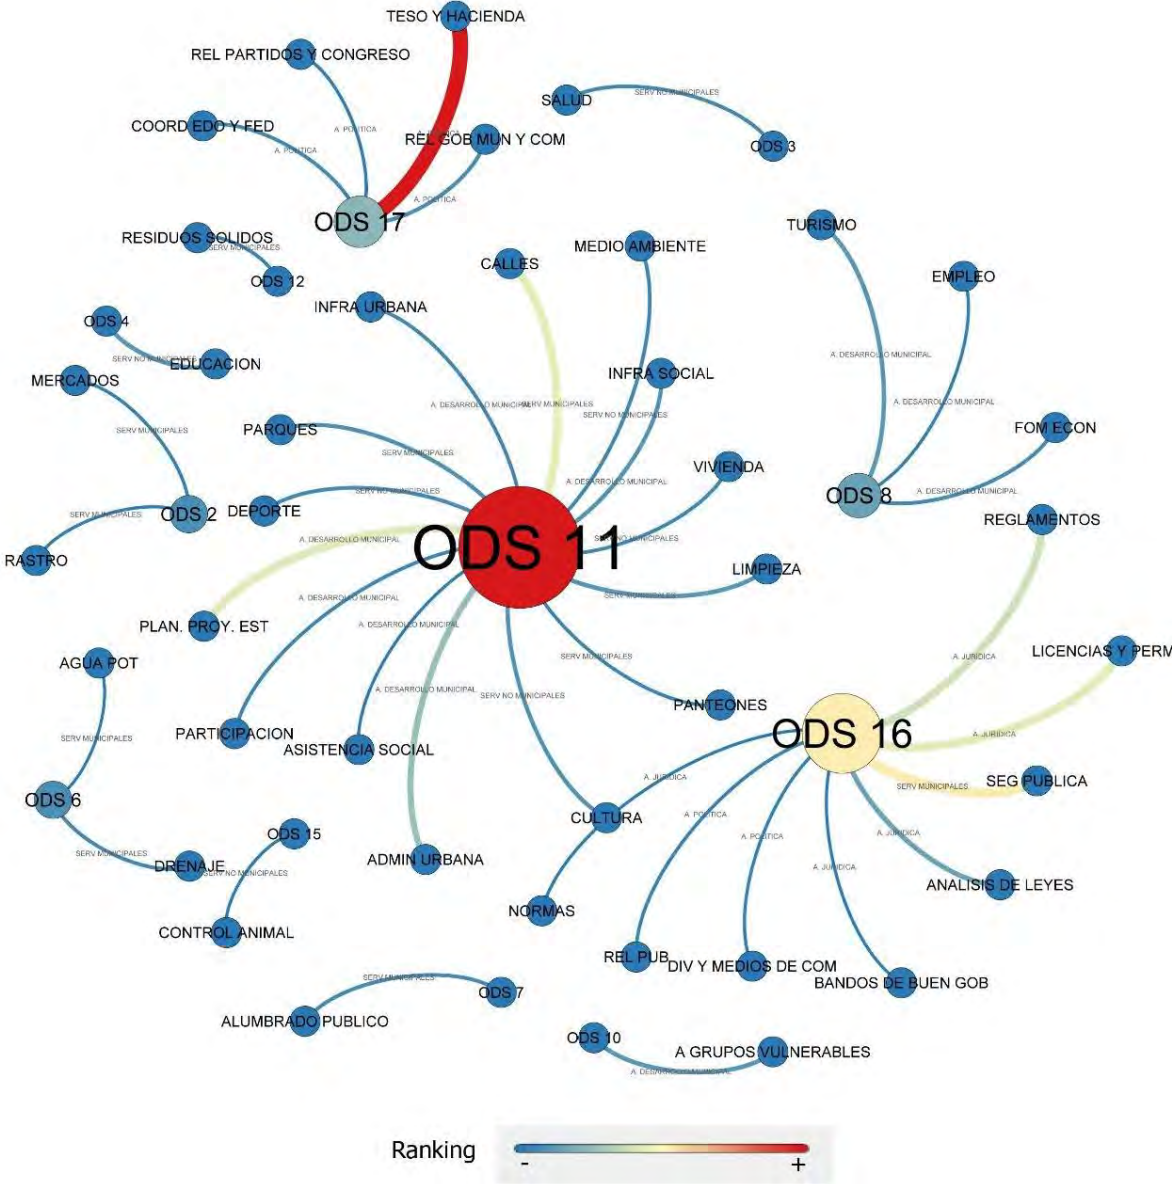 TESO Y HACIENDA
REL PARTIDOS Y CONGRESO
SALUD
SERV NO MUNICIPALES
COORD EDO Y FED
A. POLITICA
A. POLITICA
REL GOB MUN Y COM
ODS 3
A. POLITICA
ODS 17
TURISMO
RESIDUOS SOLIDOS
SERV MUNICIPALES
MEDIO AMBIENTE
CALLES
EMPLEO
ODS 12
INFRA URBANA
ODS 4
SERV NO MUNICIPALES
EDUCACION
A. DESARROLLO MUNICIPAL
MERCADOS
INFRA SOCIAL
A. DESARROLLO MUNICIPAL
SERV MUNICIPALES
SERV NO MUNICIPALES
A. DESARROLLO MUNICIPAL
SERV MUNICIPALES
PARQUES
FOM ECON
SERV MUNICIPALES
VIVIENDA
A. DESARROLLO MUNICIPAL
SERV NO MUNICIPALES
A. DESARROLLO MUNICIPAL
ODS 8
SERV MUNICIPALES
ODS 2
DEPORTE
REGLAMENTOS
A. DESARROLLO MUNICIPAL
ODS 11
SERV NO MUNICIPALES
RASTRO
LIMPIEZA
A. DESARROLLO MUNICIPAL
SERV MUNICIPALES
PLAN. PROY. EST
A. DESARROLLO MUNICIPAL
AGUA POT
SERV MUNICIPALES
A. JURIDICA
LICENCIAS Y PERM
A. DESARROLLO MUNICIPAL
SERV NO MUNICIPALES
PANTEONES
PARTICIPACION
ASISTENCIA SOCIAL
ODS 16
A. JURIDICA
SERV MUNICIPALES
A. JURIDICA
SERV MUNICIPALES
SEG PUBLICA
ODS 6
CULTURA
A. POLITICA
ODS 15
A. POLITICA
A. JURIDICA
SERV MUNICIPALES
DRENAJE
SERV NO MUNICIPALES
ADMIN URBANA
A. JURIDICA
ANALISIS DE LEYES
NORMAS
CONTROL ANIMAL
REL PUB
DIV Y MEDIOS DE COM
BANDOS DE BUEN GOB
SERV MUNICIPALES
ODS 7
ALUMBRADO PUBLICO
ODS 10
A GRUPOS VULNERABLES
A. DESARROLLO MUNICIPAL
Ranking
- +